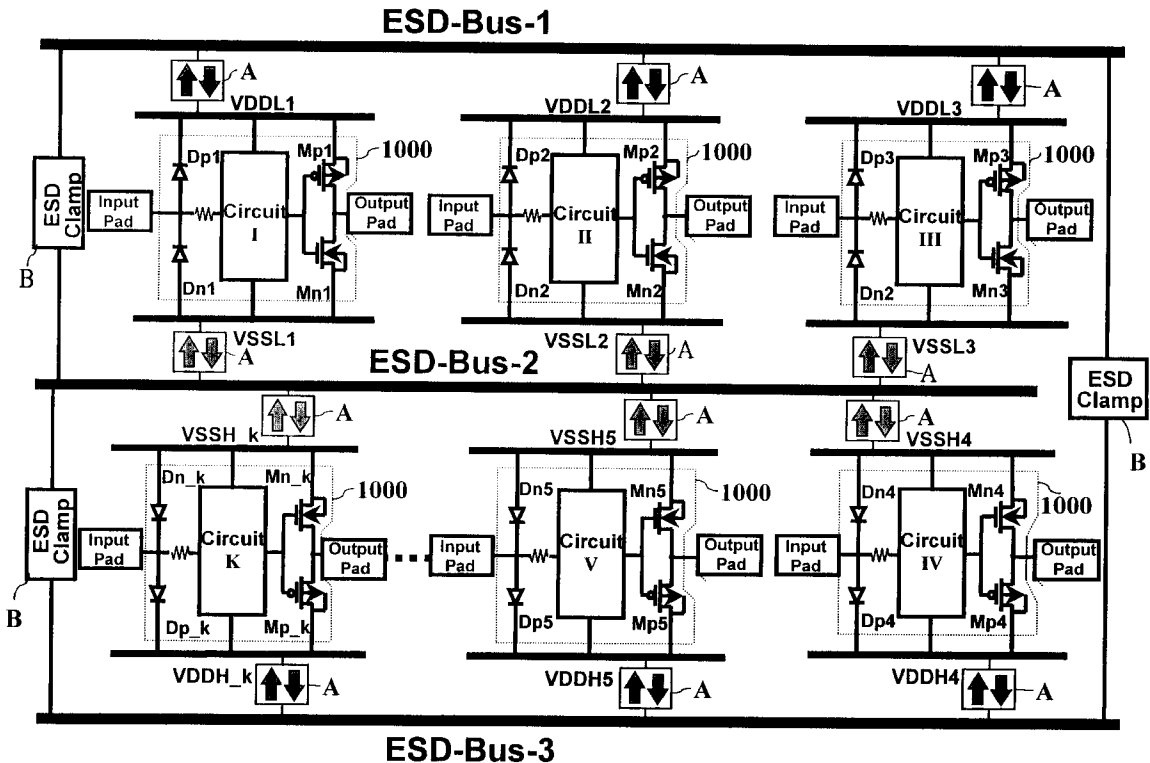 ESD-Bus-1
A
A
A
VDDL1
VDDL2
VDDL3
Dp1
Mp1
1000
Dp2
Mp2
1000
Dp3
Mp3
1000
ESD
Clamp
B
Input
Pad
Circuit
I
Output
Pad
Input
Pad
Circuit
II
Output
Pad
Input
Pad
Circuit
III
Output
Pad
Dn1
Mn1
Dn2
Mn2
Dn2
Mn3
VSSL1
VSSL2
VSSL3
A
A
A
ESD-Bus-2
ESD
Clamp
B
A
A
A
VSSH_k
VSSH5
VSSH4
Dn_k
Mn_k
1000
Dn5
Mn5
1000
Dn4
Mn4
1000
ESD
Clamp
B
Input
Pad
Circuit
K
Output
Pad
Input
Pad
Circuit
V
Output
Pad
Input
Pad
Circuit
IV
Output
Pad
Dp_k
Mp_k
Dp5
Mp5
Dp4
Mp4
VDDH_k
VDDH5
VDDH4
A
A
A
ESD-Bus-3